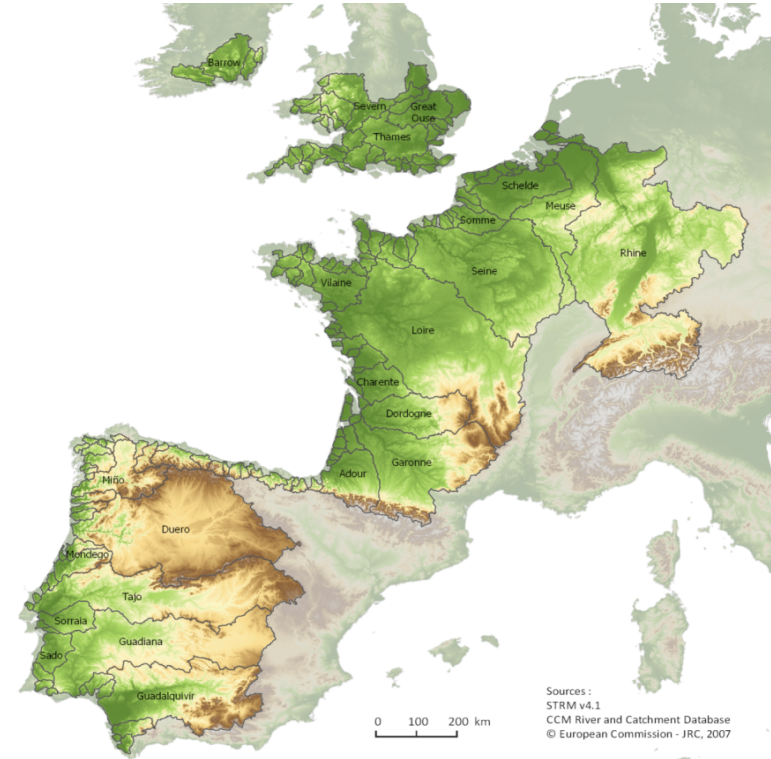 Barrow
Severn
Great
Ouse
Thames
Schelde
Meuse
Somme
Rhine
Seine
Vilaine
Loire
Charente
Dordogne
Garonne
Adour
Miño
Duero
Mondego
Tajo
Sorraia
Guadiana
Sado
Guadalquivir
Sources :
STRM v4.1
CCM River and Catchment Database
© European Commission - JRC, 2007
0 100 200 km